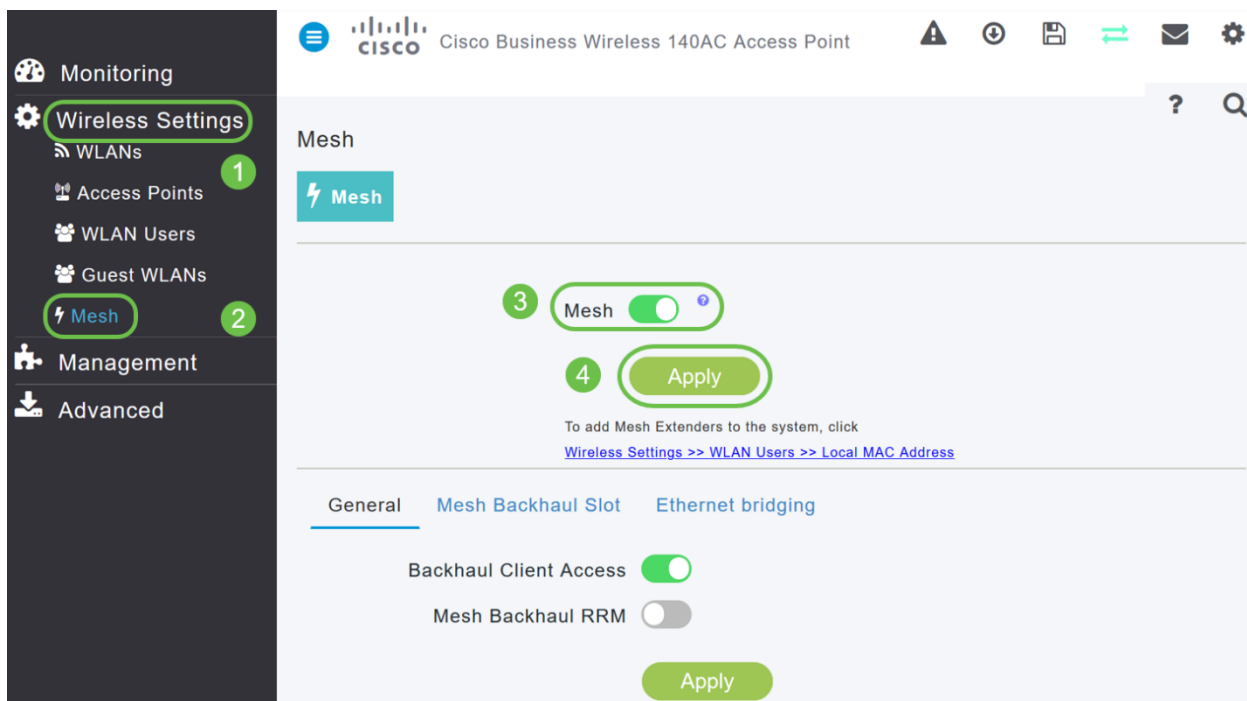 CISCO
Cisco Business Wireless 140AC Access Point
Monitoring
Wireless Settings
1
WLANs
Access Points
WLAN Users
Guest WLANs
Mesh
2
Management
Advanced
?
Mesh
Mesh
3
Mesh
?
4
Apply
To add Mesh Extenders to the system, click
Wireless Settings >> WLAN Users >> Local MAC Address
General
Mesh Backhaul Slot
Ethernet bridging
Backhaul Client Access
Mesh Backhaul RRM
Apply